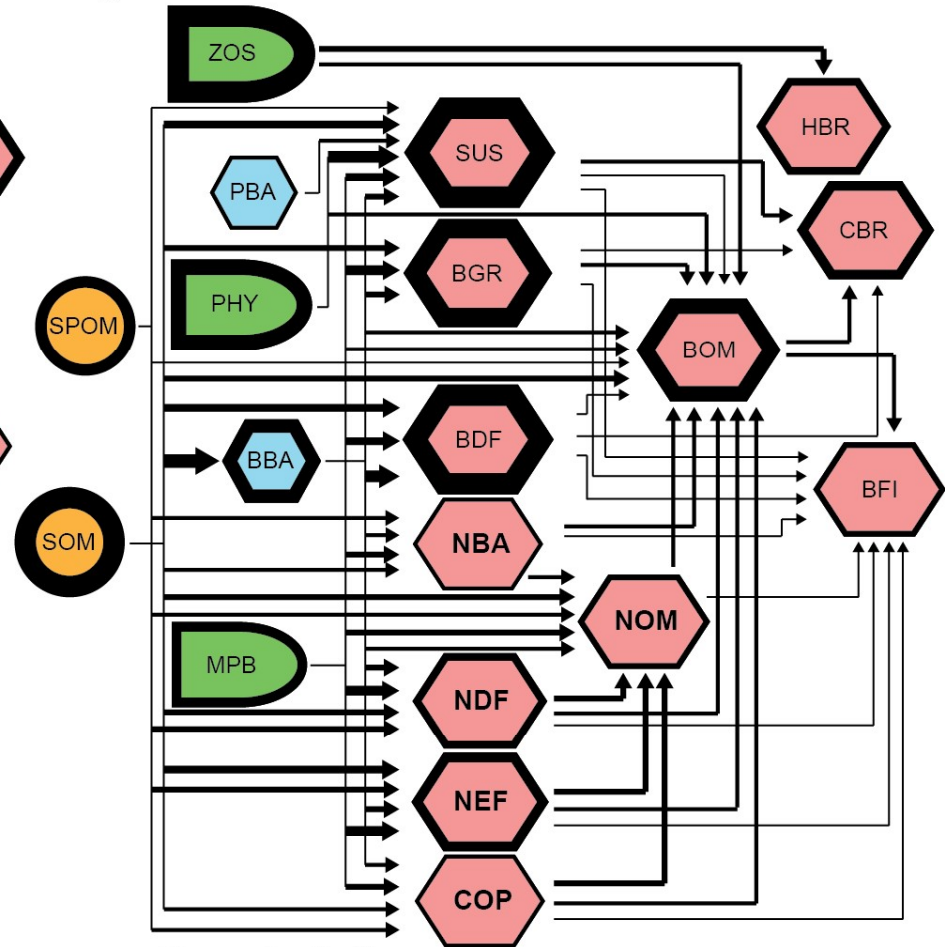 ZOS
HBR
SUS
PBA
CBR
BGR
PHY
SPOM
BOM
BDF
BBA
BFI
SOM
NBA
NOM
MPB
NDF
NEF
COP